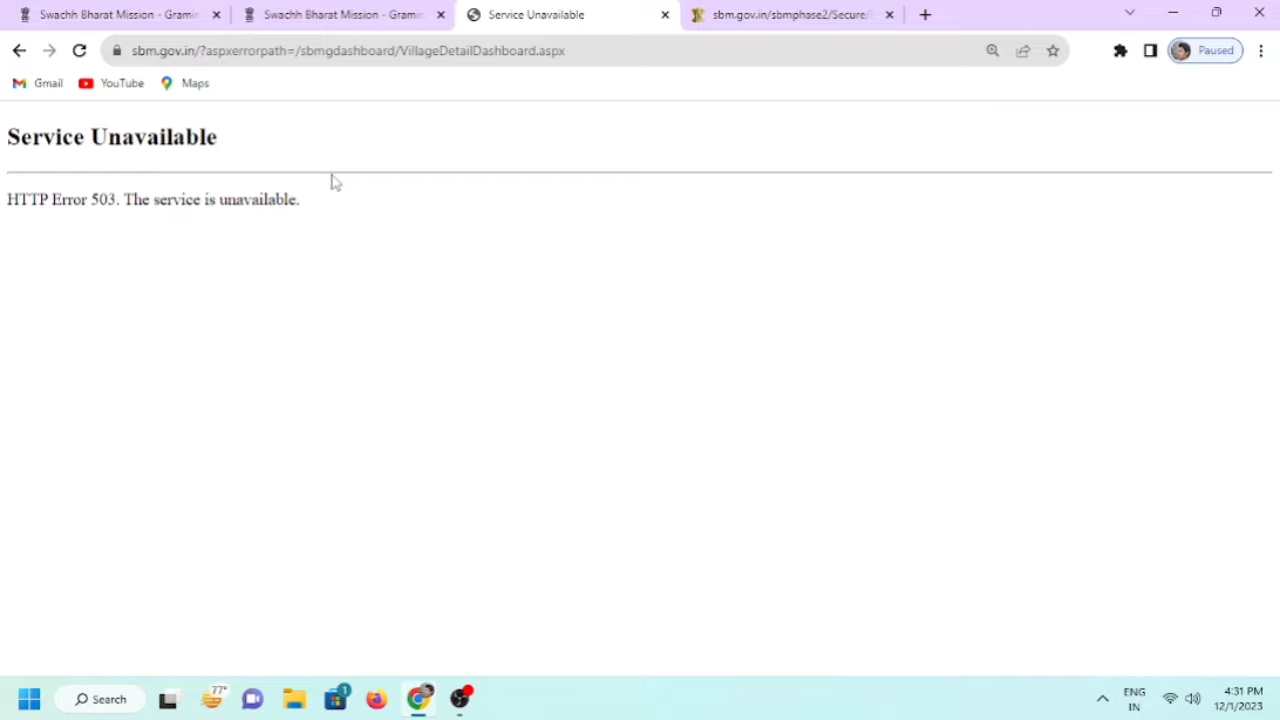 Swachh Bharat Mission - Gramin
Swachh Bharat Mission - Gramin
Service Unavailable
sbm.gov.in/sbmphase2/Secure/
sbm.gov.in/?aspxerrorpath=/sbmgdashboard/VillageDetailDashboard.aspx
Paused
Gmail
YouTube
Maps
Service Unavailable
HTTP Error 503. The service is unavailable.
77°
1
Search
ENG
IN
4:31 PM
12/1/2023